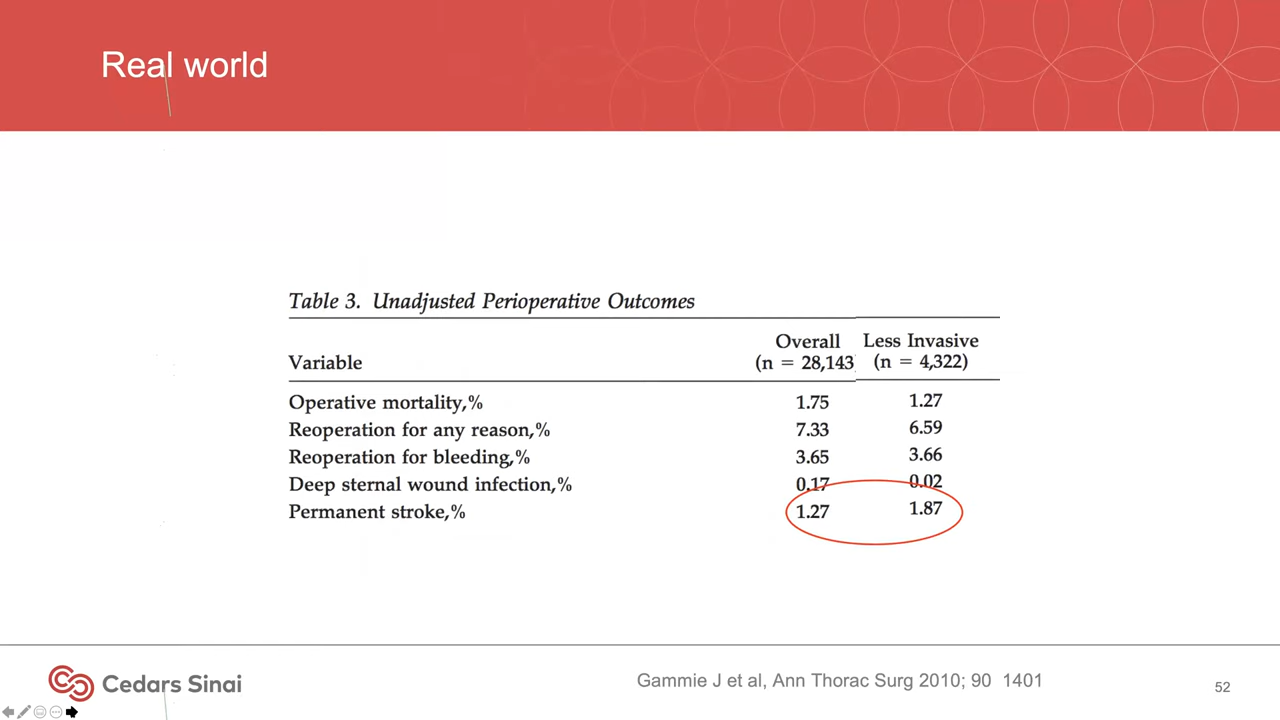 Real world
Table 3. Unadjusted Perioperative Outcomes
Overall Less Invasive
Variable (n = 28,143) (n = 4,322)
Operative mortality,% 1.75 1.27
Reoperation for any reason,% 7.33 6.59
Reoperation for bleeding,% 3.65 3.66
Deep sternal wound infection,% 0.17 0.02
Permanent stroke,% 1.27 1.87
Cedars Sinai
Gammie J et al, Ann Thorac Surg 2010; 90 1401
52